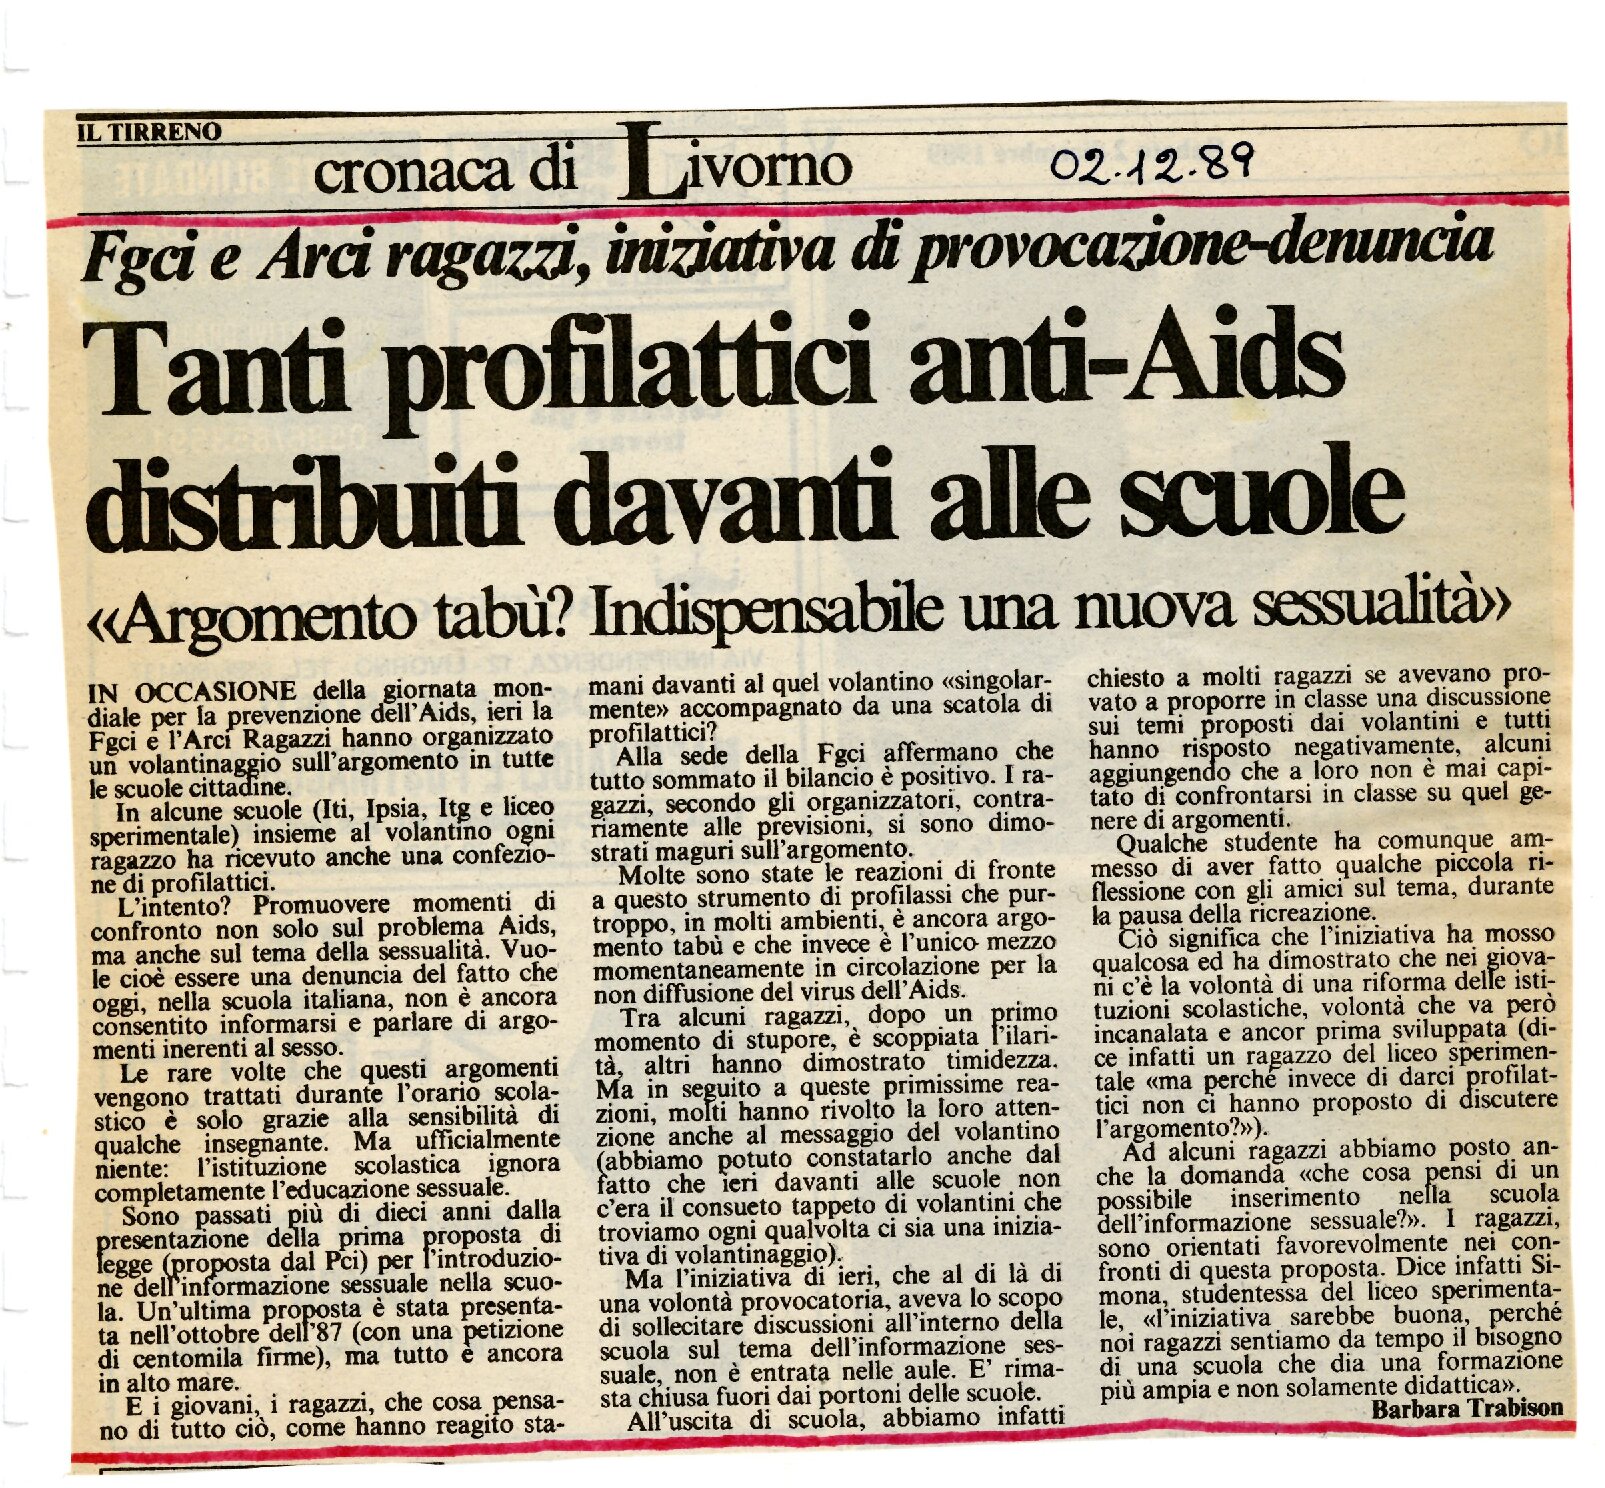 IL TIRRENO
cronaca di Livorno
02.12.89
Fgci e Arci ragazzi, iniziativa di provocazione-denuncia
Tanti profilattici anti-Aids
distribuiti davanti alle scuole
«Argomento tabù? Indispensabile una nuova sessualità»
IN OCCASIONE della giornata mon-
diale per la prevenzione dell'Aids, ieri la
Fgci e l'Arci Ragazzi hanno organizzato
un volantinaggio sull'argomento in tutte
le scuole cittadine.
In alcune scuole (Iti, Ipsia, Itg e liceo
sperimentale) insieme al volantino ogni
ragazzo ha ricevuto anche una confezio-
ne di profilattici.
L'intento? Promuovere momenti di
confronto non solo sul problema Aids,
ma anche sul tema della sessualità. Vuo-
le cioè essere una denuncia del fatto che
oggi, nella scuola italiana, non è ancora
consentito informarsi e parlare di argo-
menti inerenti al sesso.
Le rare volte che questi argomenti
vengono trattati durante l'orario scola-
stico è solo grazie alla sensibilità di
qualche insegnante. Ma ufficialmente
niente: l'istituzione scolastica ignora
completamente l'educazione sessuale.
Sono passati più di dieci anni dalla
presentazione della prima proposta di
legge (proposta dal Pci) per l'introduzio-
ne dell'informazione sessuale nella scuo-
la. Un'ultima proposta è stata presenta-
ta nell'ottobre dell'87 (con una petizione
di centomila firme), ma tutto è ancora
in alto mare.
E i giovani, i ragazzi, che cosa pensa-
no di tutto ciò, come hanno reagito sta-
mani davanti al quel volantino «singolar-
mente» accompagnato da una scatola di
profilattici?
Alla sede della Fgci affermano che
tutto sommato il bilancio è positivo. I ra-
gazzi, secondo gli organizzatori, contra-
riamente alle previsioni, si sono dimo-
strati maguri sull'argomento.
Molte sono state le reazioni di fronte
a questo strumento di profilassi che pur-
troppo, in molti ambienti, è ancora argo-
mento tabù e che invece è l'unico mezzo
momentaneamente in circolazione per la
non diffusione del virus dell'Aids.
Tra alcuni ragazzi, dopo un primo
momento di stupore, è scoppiata l'ilari-
tà, altri hanno dimostrato timidezza.
Ma in seguito a queste primissime rea-
zioni, molti hanno rivolto la loro atten-
zione anche al messaggio del volantino
(abbiamo potuto constatarlo anche dal
fatto che ieri davanti alle scuole non
c'era il consueto tappeto di volantini che
troviamo ogni qualvolta ci sia una inizia-
tiva di volantinaggio).
Ma l'iniziativa di ieri, che al di là di
una volontà provocatoria, aveva lo scopo
di sollecitare discussioni all'interno della
scuola sul tema dell'informazione ses-
suale, non è entrata nelle aule. E' rima-
sta chiusa fuori dai portoni delle scuole.
All'uscita di scuola, abbiamo infatti
chiesto a molti ragazzi se avevano pro-
vato a proporre in classe una discussione
sui temi proposti dai volantini e tutti
hanno risposto negativamente, alcuni
aggiungendo che a loro non è mai capi-
tato di confrontarsi in classe su quel ge-
nere di argomenti.
Qualche studente ha comunque am-
messo di aver fatto qualche piccola ri-
flessione con gli amici sul tema, durante
la pausa della ricreazione.
Ciò significa che l'iniziativa ha mosso
qualcosa ed ha dimostrato che nei giova-
ni c'è la volontà di una riforma delle isti-
tuzioni scolastiche, volontà che va però
incanalata e ancor prima sviluppata (di-
ce infatti un ragazzo del liceo sperimen-
tale «ma perché invece di darci profilat-
tici non ci hanno proposto di discutere
l'argomento?»).
Ad alcuni ragazzi abbiamo posto an-
che la domanda «che cosa pensi di un
possibile inserimento nella scuola
dell'informazione sessuale?». I ragazzi,
sono orientati favorevolmente nei con-
fronti di questa proposta. Dice infatti Si-
mona, studentessa del liceo sperimenta-
le, «l'iniziativa sarebbe buona, perché
noi ragazzi sentiamo da tempo il bisogno
di una scuola che dia una formazione
più ampia e non solamente didattica».
Barbara Trabison